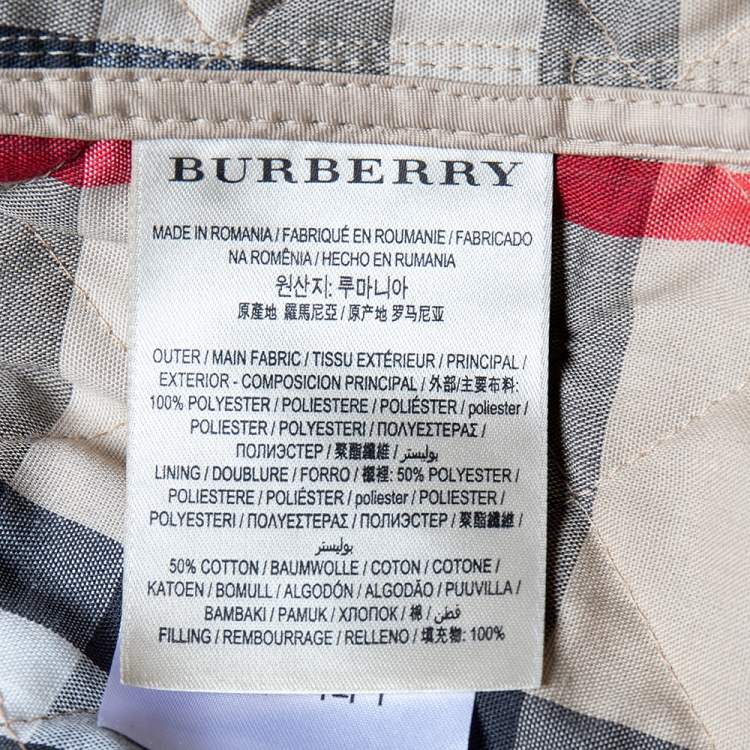 BURBERRY
MADE IN ROMANIA / FABRIQUÉ EN ROUMANIE / FABRICADO
NA ROMÊNIA / HECHO EN RUMANIA
원산지: 루마니아
原產地 羅馬尼亞 / 原产地 罗马尼亚
OUTER / MAIN FABRIC / TISSU EXTÉRIEUR / PRINCIPAL /
EXTERIOR - COMPOSICION PRINCIPAL / 外部/主要布料:
100% POLYESTER / POLIESTERE / POLIÉSTER / poliester /
POLIESTER / POLYESTERI / ΠΟΛΥΕΣΤΕΡΑΣ /
ПОЛИЭСТЕР / 聚酯纖維 / بوليستر /
LINING / DOUBLURE / FORRO / 襯裡: 50% POLYESTER
/ POLIESTERE / POLIÉSTER / poliester / POLIESTER /
POLYESTERI / ΠΟΛΥΕΣΤΕΡΑΣ / ПОЛИЭСТЕР / 聚酯纖維 /
بوليستر
50% COTTON / BAUMWOLLE / COTON / COTONE /
KATOEN / BOMULL / ALGODÓN / ALGODÃO / PUUVILLA /
BAMBAKI / PAMUK / ХЛОПОК / 棉 / قطن /
FILLING / REMBOURRAGE / RELLENO / 填充物: 100%